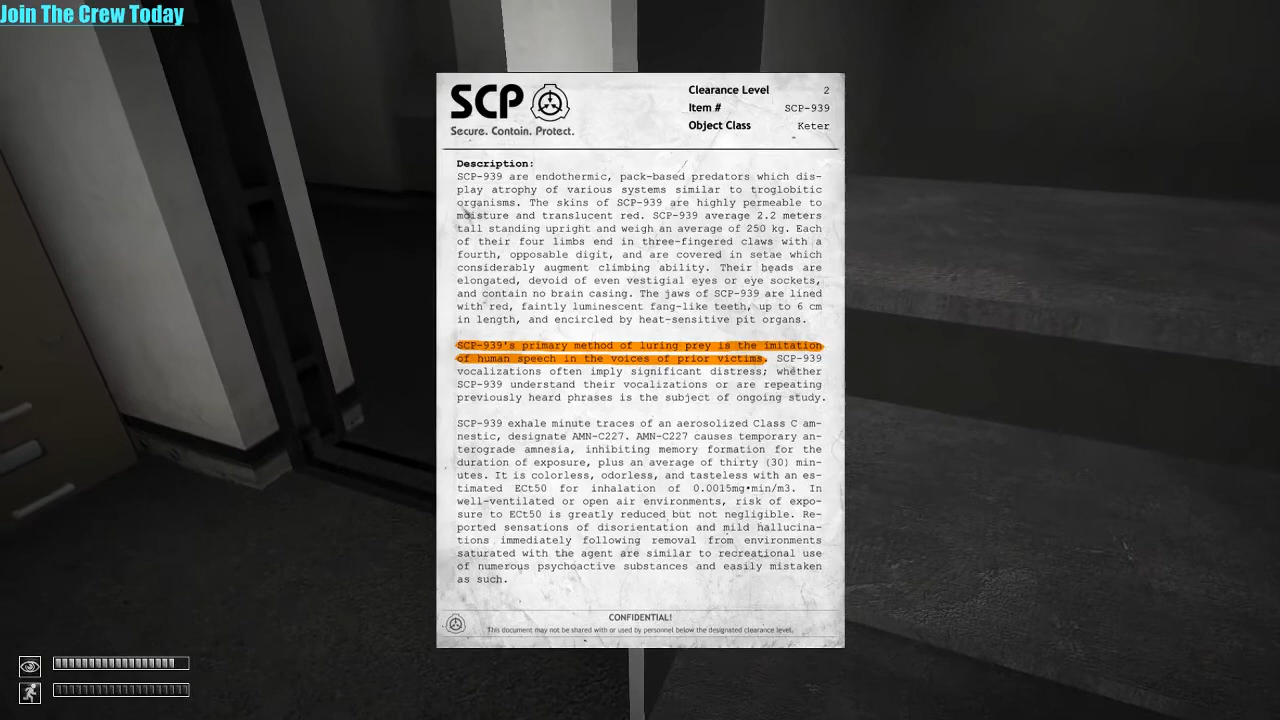 Join The Crew Today
SCP
Secure. Contain. Protect.
Clearance Level 2
Item # SCP-939
Object Class Keter
Description:
SCP-939 are endothermic, pack-based predators which dis-
play atrophy of various systems similar to troglobitic
organisms. The skins of SCP-939 are highly permeable to
moisture and translucent red. SCP-939 average 2.2 meters
tall standing upright and weigh an average of 250 kg. Each
of their four limbs end in three-fingered claws with a
fourth, opposable digit, and are covered in setae which
considerably augment climbing ability. Their heads are
elongated, devoid of even vestigial eyes or eye sockets,
and contain no brain casing. The jaws of SCP-939 are lined
with red, faintly luminescent fang-like teeth, up to 6 cm
in length, and encircled by heat-sensitive pit organs.
SCP-939's primary method of luring prey is the imitation
of human speech in the voices of prior victims. SCP-939
vocalizations often imply significant distress; whether
SCP-939 understand their vocalizations or are repeating
previously heard phrases is the subject of ongoing study.
SCP-939 exhale minute traces of an aerosolized Class C am-
nestic, designate AMN-C227. AMN-C227 causes temporary an-
terograde amnesia, inhibiting memory formation for the
duration of exposure, plus an average of thirty (30) min-
utes. It is colorless, odorless, and tasteless with an es-
timated ECt50 for inhalation of 0.0015mg•min/m3. In
well-ventilated or open air environments, risk of expo-
sure to ECt50 is greatly reduced but not negligible. Re-
ported sensations of disorientation and mild hallucina-
tions immediately following removal from environments
saturated with the agent are similar to recreational use
of numerous psychoactive substances and easily mistaken
as such.
CONFIDENTIAL!
This document may not be shared with or used by personnel below the designated clearance level.